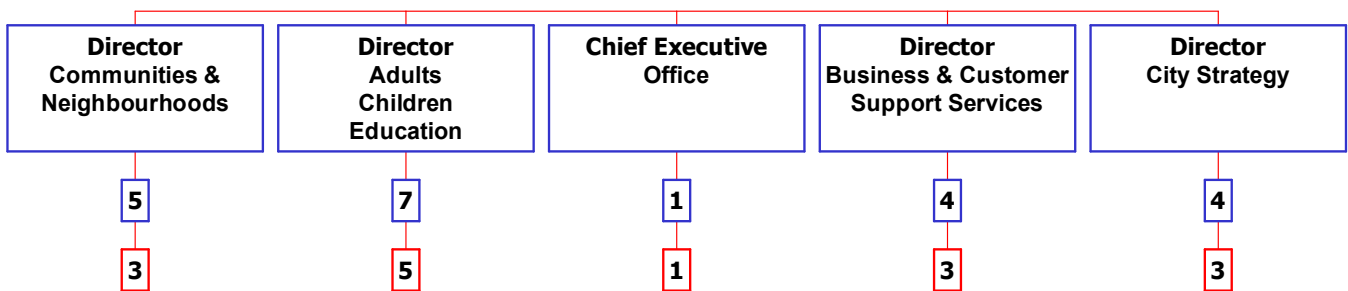 Director
Communities &
Neighbourhoods
Director
Adults
Children
Education
Chief Executive
Office
Director
Business & Customer
Support Services
Director
City Strategy
5
7
1
4
4
3
5
1
3
3